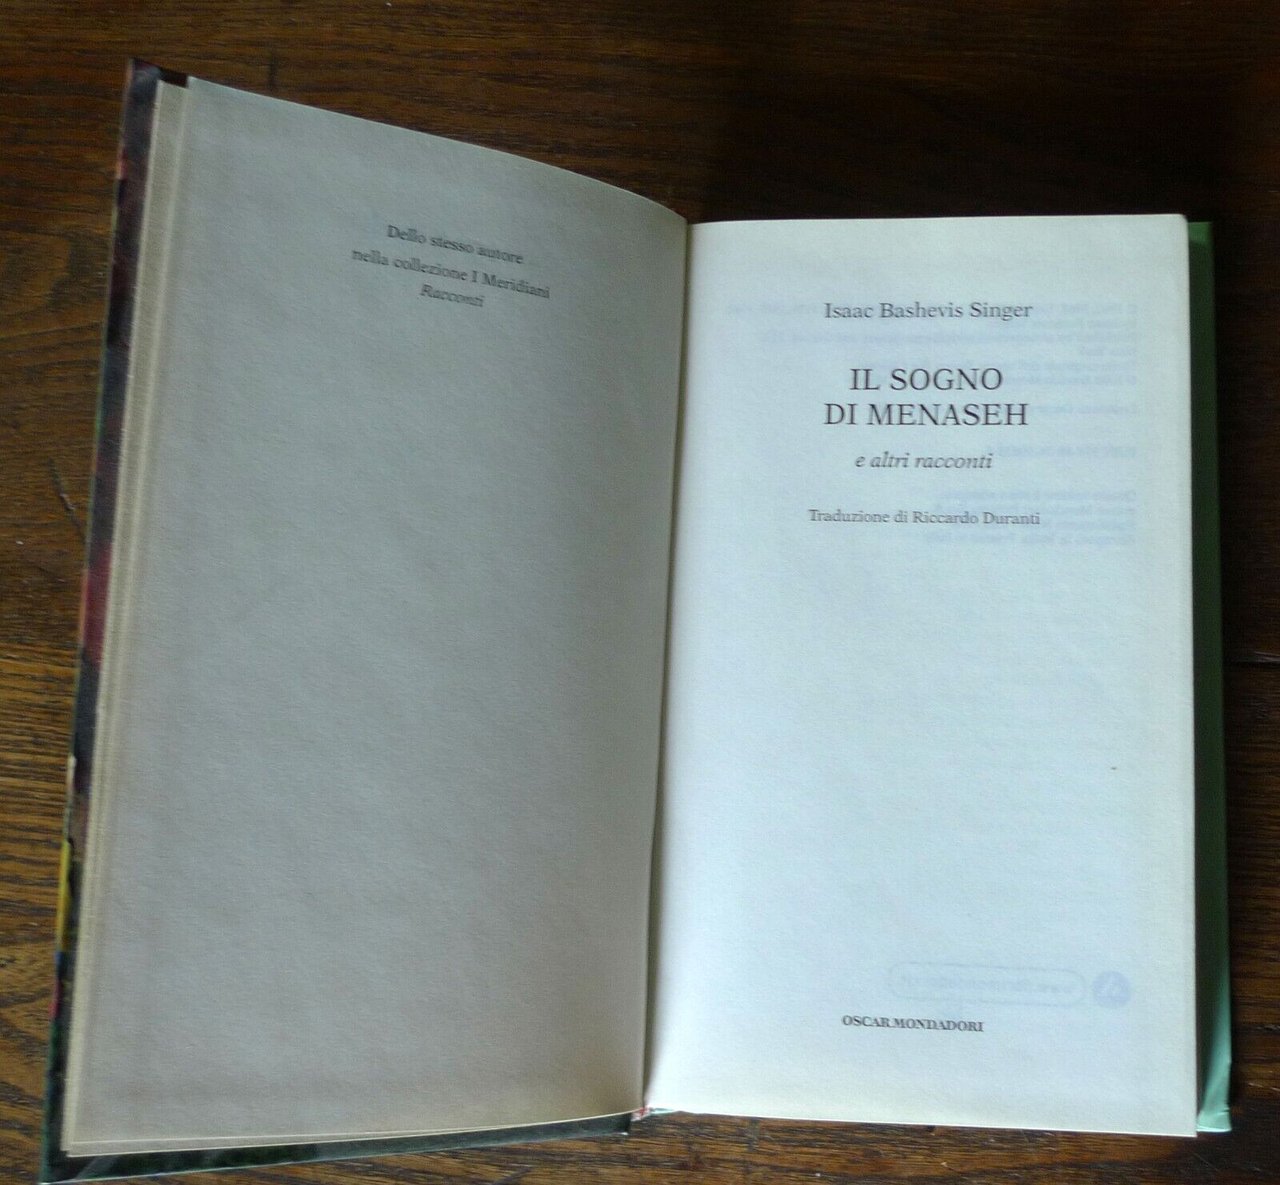 Dello stesso autore
nella collezione I Meridiani
Racconti
Isaac Bashevis Singer
IL SOGNO
DI MENASEH
e altri racconti
Traduzione di Riccardo Duranti
OSCAR MONDADORI